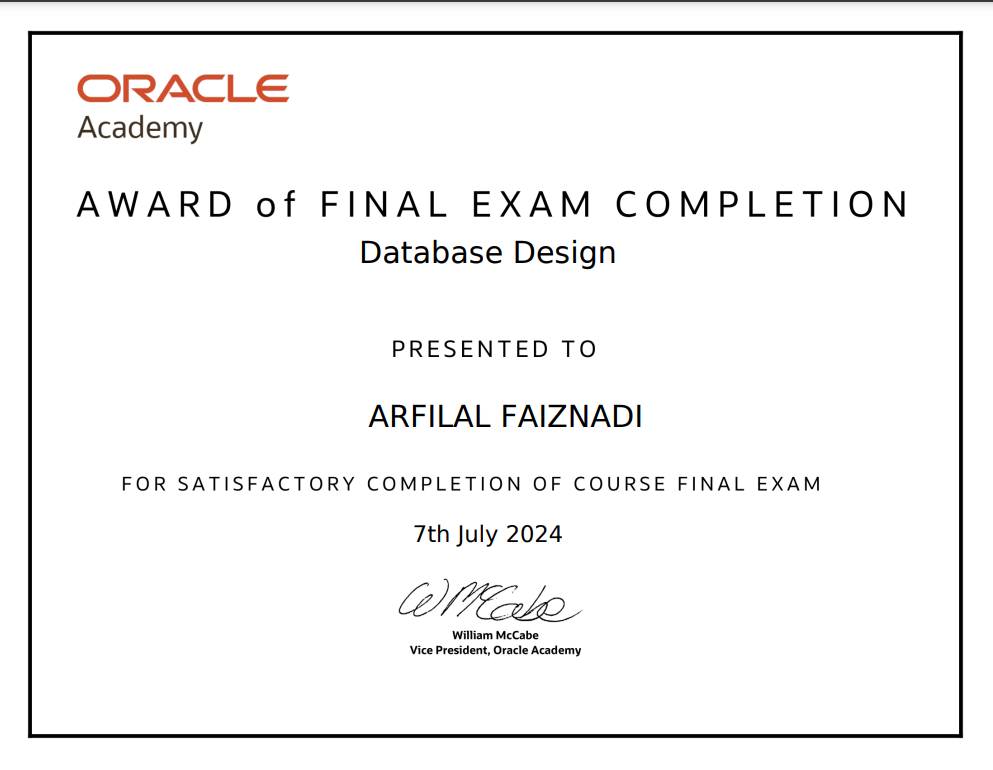 ORACLE
Academy
AWARD of FINAL EXAM COMPLETION
Database Design
PRESENTED TO
ARFILAL FAIZNADI
FOR SATISFACTORY COMPLETION OF COURSE FINAL EXAM
7th July 2024
WMcCabe
William McCabe
Vice President, Oracle Academy